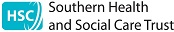 HSC Southern Health
and Social Care Trust